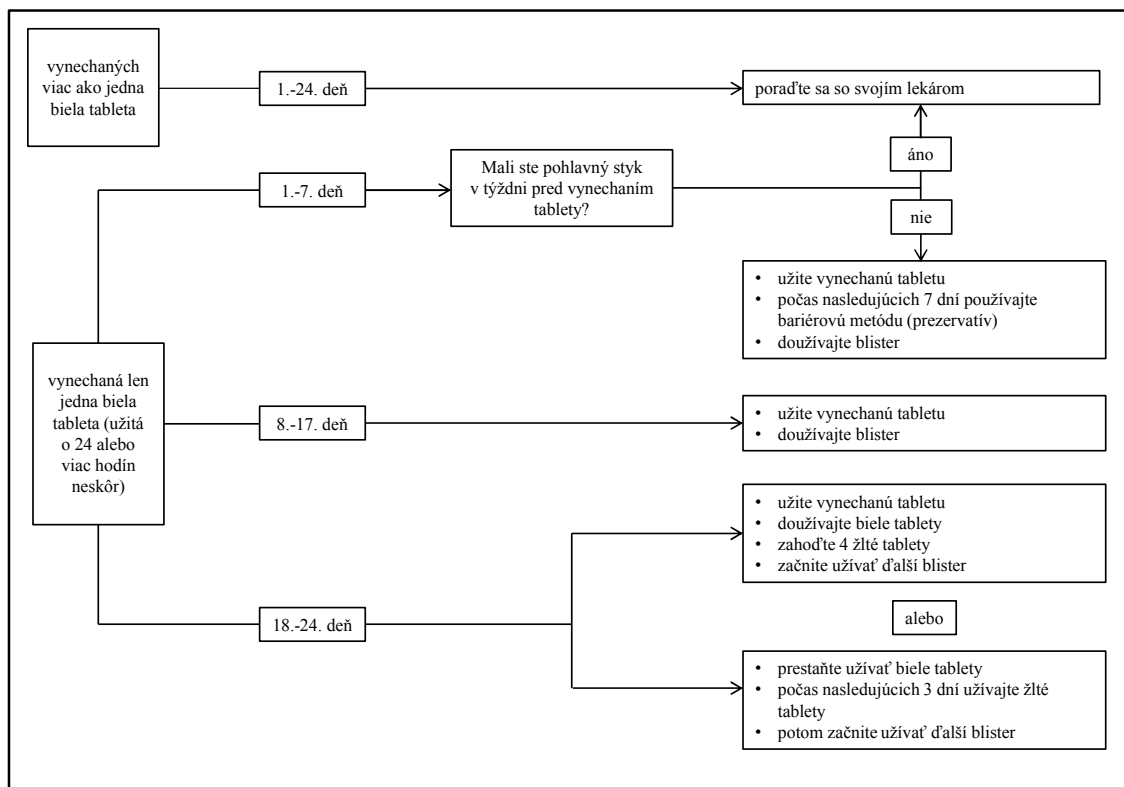 vynechaných
viac ako jedna
biela tableta
1.-24. deň
poraďte sa so svojím lekárom
áno
1.-7. deň
Mali ste pohlavný styk
v týždni pred vynechaním
tablety?
nie
• užite vynechanú tabletu
• počas nasledujúcich 7 dní používajte
bariérovú metódu (prezervatív)
• doužívajte blister
vynechaná len
jedna biela
tableta (užitá
o 24 alebo
viac hodín
neskôr)
8.-17. deň
• užite vynechanú tabletu
• doužívajte blister
18.-24. deň
• užite vynechanú tabletu
• doužívajte biele tablety
• zahoďte 4 žlté tablety
• začnite užívať ďalší blister
alebo
• prestaňte užívať biele tablety
• počas nasledujúcich 3 dní užívajte žlté
tablety
• potom začnite užívať ďalší blister